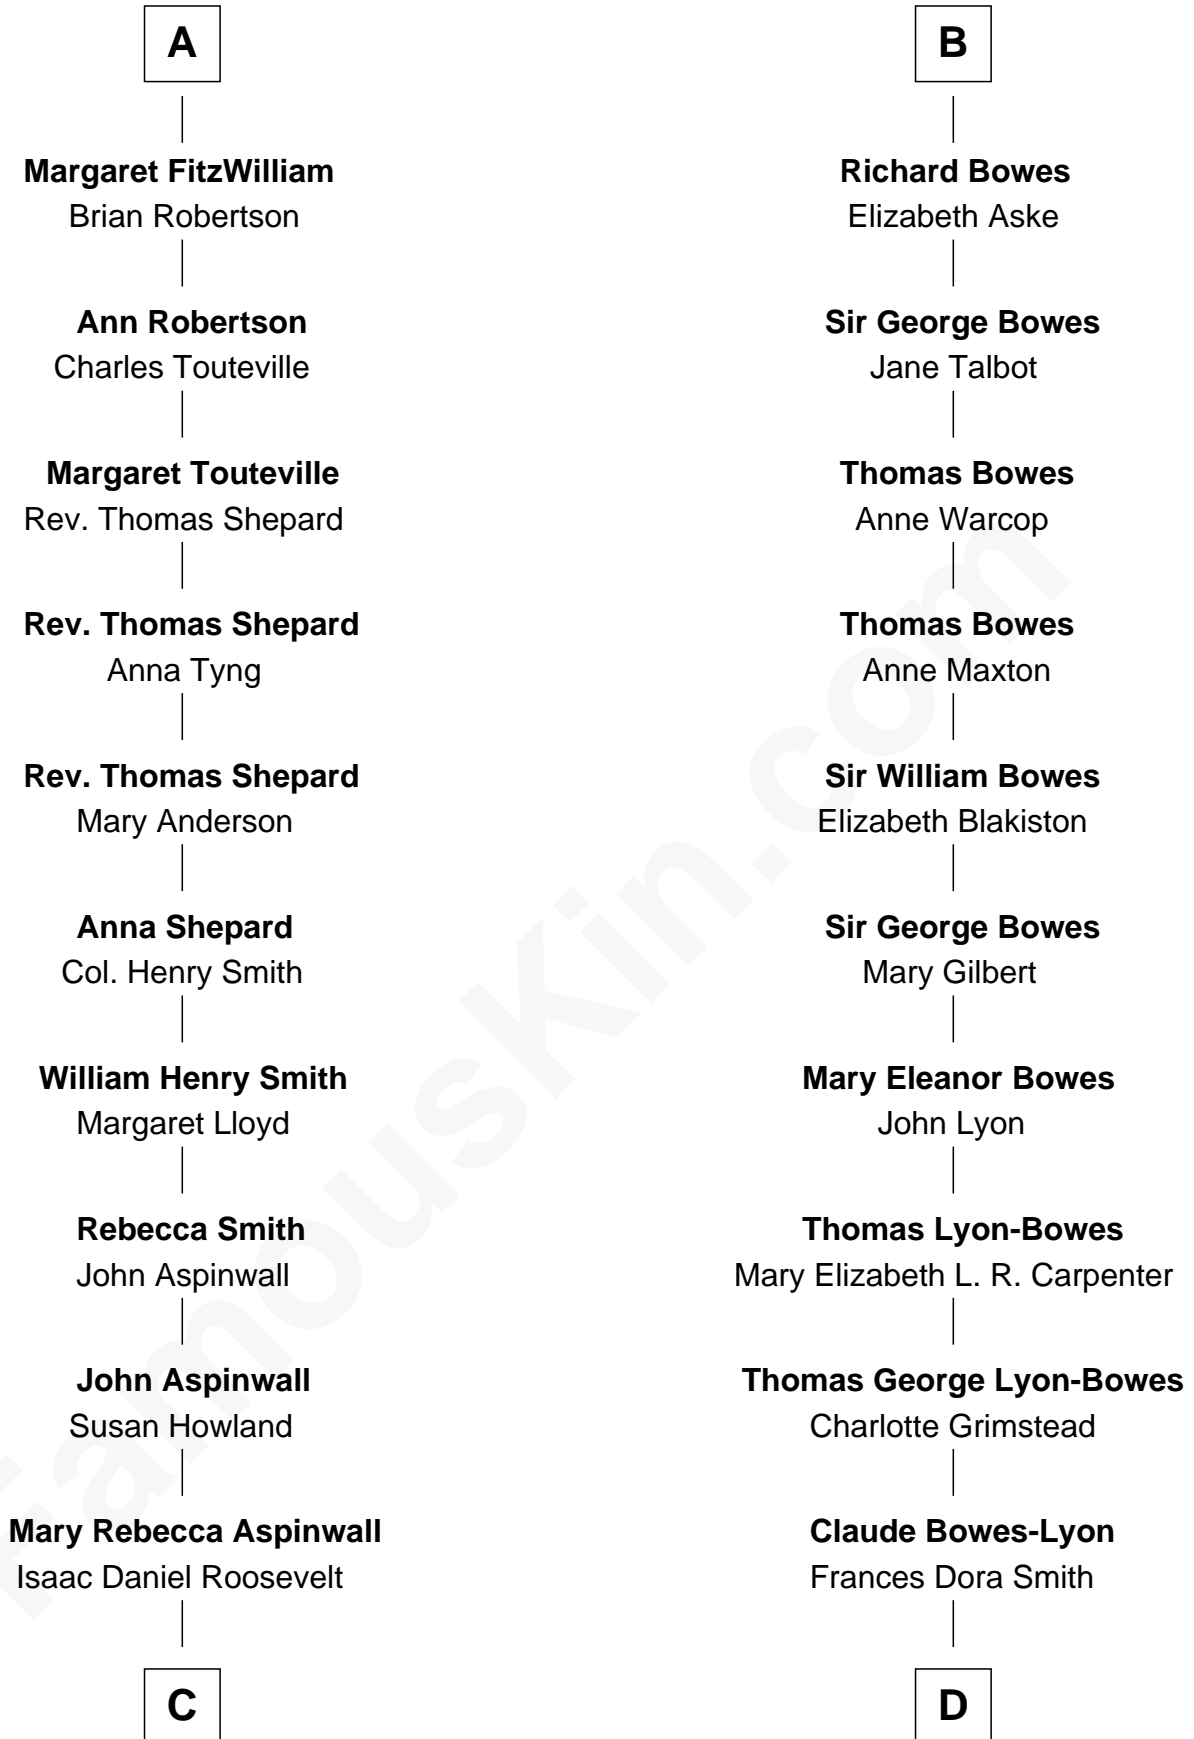 A
Margaret FitzWilliam
Brian Robertson
Ann Robertson
Charles Touteville
Margaret Touteville
Rev. Thomas Shepard
Rev. Thomas Shepard
Anna Tyng
Rev. Thomas Shepard
Mary Anderson
Anna Shepard
Col. Henry Smith
William Henry Smith
Margaret Lloyd
Rebecca Smith
John Aspinwall
John Aspinwall
Susan Howland
Mary Rebecca Aspinwall
Isaac Daniel Roosevelt
C
B
Richard Bowes
Elizabeth Aske
Sir George Bowes
Jane Talbot
Thomas Bowes
Anne Warcop
Thomas Bowes
Anne Maxton
Sir William Bowes
Elizabeth Blakiston
Sir George Bowes
Mary Gilbert
Mary Eleanor Bowes
John Lyon
Thomas Lyon-Bowes
Mary Elizabeth L. R. Carpenter
Thomas George Lyon-Bowes
Charlotte Grimstead
Claude Bowes-Lyon
Frances Dora Smith
D
FamousKin.com